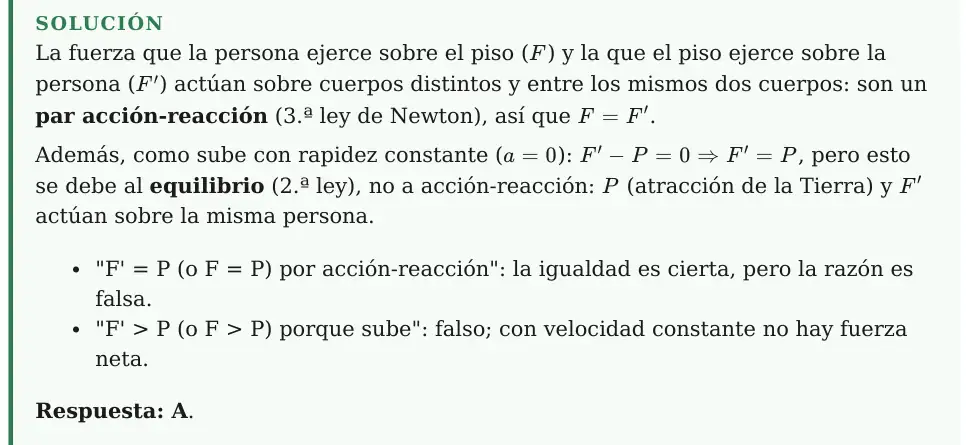 SOLUCIÓN
La fuerza que la persona ejerce sobre el piso (F) y la que el piso ejerce sobre la
persona (F′) actúan sobre cuerpos distintos y entre los mismos dos cuerpos: son un
par acción-reacción (3.ª ley de Newton), así que F = F′.
Además, como sube con rapidez constante (a = 0): F′ − P = 0 ⇒ F′ = P, pero esto
se debe al equilibrio (2.ª ley), no a acción-reacción: P (atracción de la Tierra) y F′
actúan sobre la misma persona.
• "F' = P (o F = P) por acción-reacción": la igualdad es cierta, pero la razón es
falsa.
• "F' > P (o F > P) porque sube": falso; con velocidad constante no hay fuerza
neta.
Respuesta: A.